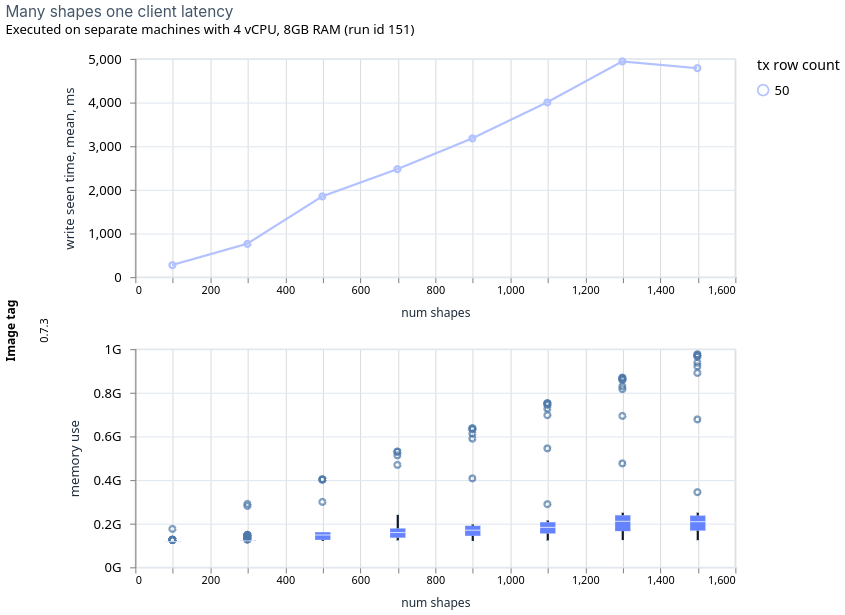 Many shapes one client latency
Executed on separate machines with 4 vCPU, 8GB RAM (run id 151)
tx row count
50
write seen time, mean, ms
5,000
4,000
3,000
2,000
1,000
0
0 200 400 600 800 1,000 1,200 1,400 1,600
num shapes
Image tag
0.7.3
memory use
1G
0.8G
0.6G
0.4G
0.2G
0G
0 200 400 600 800 1,000 1,200 1,400 1,600
num shapes